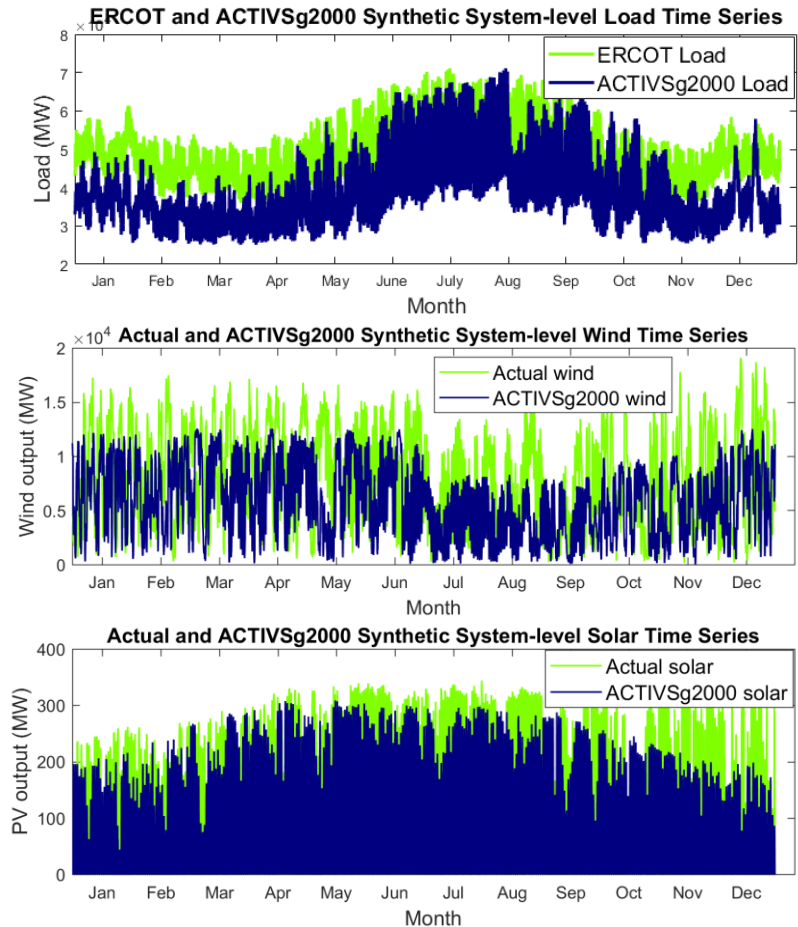 ERCOT and ACTIVSg2000 Synthetic System-level Load Time Series
8
7
6
5
4
3
2
Load (MW)
ERCOT Load
ACTIVSg2000 Load
Jan Feb Mar Apr May June July Aug Sep Oct Nov Dec
Month
Actual and ACTIVSg2000 Synthetic System-level Wind Time Series
×10⁴
2
1.5
1
0.5
0
Wind output (MW)
Actual wind
ACTIVSg2000 wind
Jan Feb Mar Apr May Jun Jul Aug Sep Oct Nov Dec
Month
Actual and ACTIVSg2000 Synthetic System-level Solar Time Series
400
300
200
100
0
PV output (MW)
Actual solar
ACTIVSg2000 solar
Jan Feb Mar Apr May Jun Jul Aug Sep Oct Nov Dec
Month